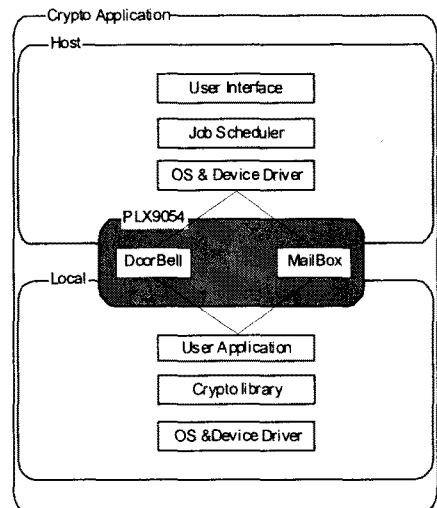 Crypto Application
Host
User Interface
Job Scheduler
OS & Device Driver
PLX9054
DoorBell
MailBox
Local
User Application
Crypto library
OS &Device Driver